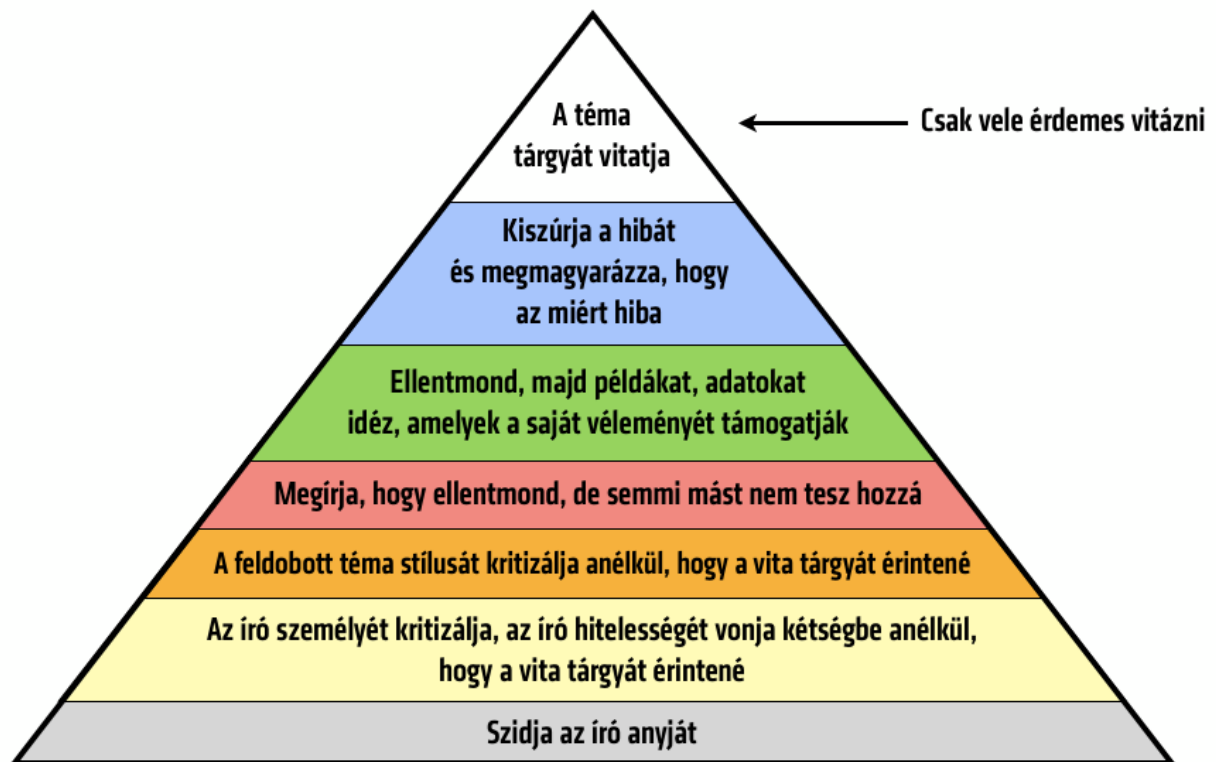 A téma
tárgyát vitatja
Csak vele érdemes vitázni
Kiszúrja a hibát
és megmagyarázza, hogy
az miért hiba
Ellentmond, majd példákat, adatokat
idéz, amelyek a saját véleményét támogatják
Megírja, hogy ellentmond, de semmi mást nem tesz hozzá
A feldobott téma stílusát kritizálja anélkül, hogy a vita tárgyát érintené
Az író személyét kritizálja, az író hitelességét vonja kétségbe anélkül,
hogy a vita tárgyát érintené
Szidja az író anyját